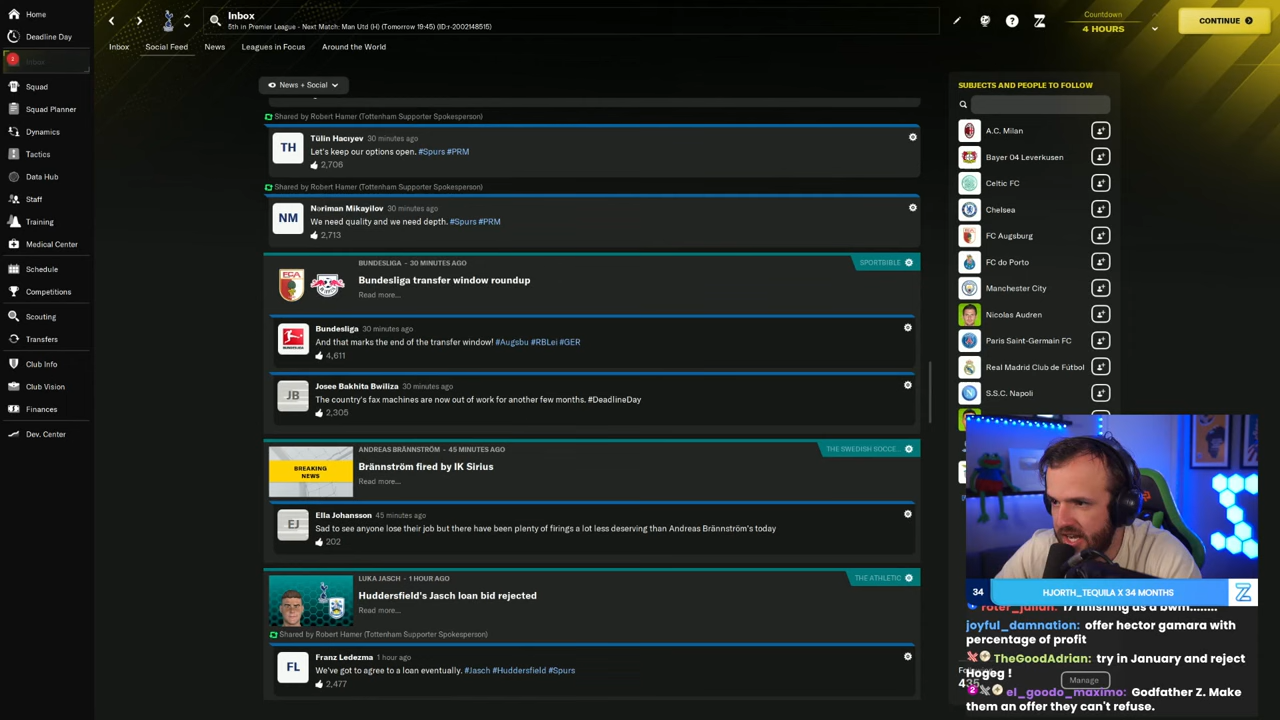 Home
Deadline Day
2
Inbox
Squad
Squad Planner
Dynamics
Tactics
Data Hub
Staff
Training
Medical Center
Schedule
Competitions
Scouting
Transfers
Club Info
Club Vision
Finances
Dev. Center
Inbox
5th in Premier League - Next Match: Man Utd (H) (Tomorrow 19:45) (ID:r-2002148515)
Countdown
4 HOURS
CONTINUE
Inbox
Social Feed
News
Leagues in Focus
Around the World
News + Social
Shared by Robert Hamer (Tottenham Supporter Spokesperson)
TH
Tülin Hacıyev 30 minutes ago
Let's keep our options open. #Spurs #PRM
2,706
Shared by Robert Hamer (Tottenham Supporter Spokesperson)
NM
Nəriman Mikayilov 30 minutes ago
We need quality and we need depth. #Spurs #PRM
2,713
BUNDESLIGA - 30 MINUTES AGO
SPORTBIBLE
Bundesliga transfer window roundup
Read more...
Bundesliga 30 minutes ago
And that marks the end of the transfer window! #Augsbu #RBLei #GER
4,611
JB
Josee Bakhita Bwiliza 30 minutes ago
The country's fax machines are now out of work for another few months. #DeadlineDay
2,305
ANDREAS BRÄNNSTRÖM - 45 MINUTES AGO
THE SWEDISH SOCCE...
BREAKING
NEWS
Brännström fired by IK Sirius
Read more...
EJ
Ella Johansson 45 minutes ago
Sad to see anyone lose their job but there have been plenty of firings a lot less deserving than Andreas Brännström's today
202
LUKA JASCH - 1 HOUR AGO
THE ATHLETIC
Huddersfield's Jasch loan bid rejected
Read more...
Shared by Robert Hamer (Tottenham Supporter Spokesperson)
FL
Franz Ledezma 1 hour ago
We've got to agree to a loan eventually. #Jasch #Huddersfield #Spurs
2,477
SUBJECTS AND PEOPLE TO FOLLOW
A.C. Milan
Bayer 04 Leverkusen
Celtic FC
Chelsea
FC Augsburg
FC do Porto
Manchester City
Nicolas Audren
Paris Saint-Germain FC
Real Madrid Club de Fútbol
S.S.C. Napoli
34
HJORTH_TEQUILA X 34 MONTHS
roter_julian: 17 finishing as a bwm........
joyful_damnation: offer hector gamara with
percentage of profit
TheGoodAdrian: try in January and reject
Hogeg !
Manage
el_goodo_maximo: Godfather Z. Make
them an offer they can't refuse.